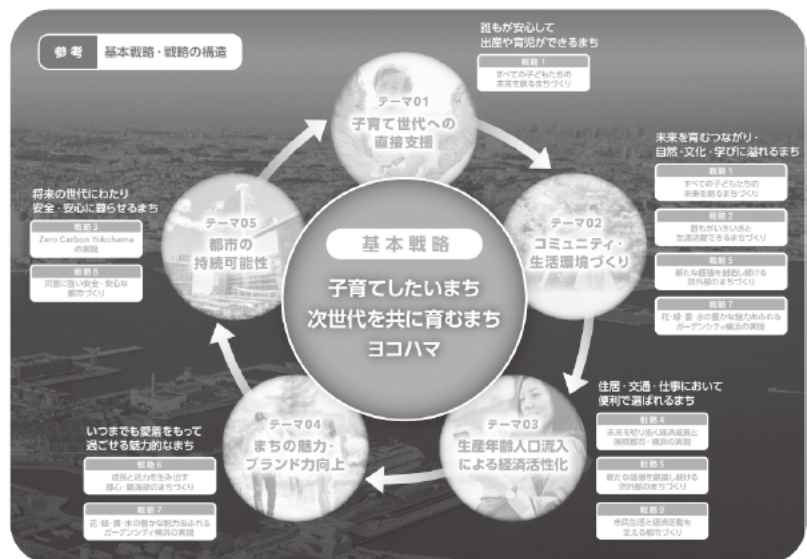 参考
基本戦略・戦略の構造
誰もが安心して
出産や育児ができるまち
戦略1
すべての子どもたちの
未来を創るまちづくり
テーマ01
子育て世代への
直接支援
未来を育むつながり・
自然・文化・学びに溢れるまち
戦略1
すべての子どもたちの
未来を創るまちづくり
戦略2
誰もがいきいきと
生涯活躍できるまちづくり
戦略5
新たな価値を創造し続ける
郊外部のまちづくり
戦略7
花・緑・農・水の豊かな魅力あふれる
ガーデンシティ横浜の実現
テーマ02
コミュニティ・
生活環境づくり
将来の世代にわたり
安全・安心に暮らせるまち
戦略3
Zero Carbon Yokohama
の実現
戦略8
災害に強い安全・安心な
都市づくり
テーマ05
都市の
持続可能性
基本戦略
子育てしたいまち
次世代を共に育むまち
ヨコハマ
住居・交通・仕事において
便利で選ばれるまち
戦略4
未来を切り拓く経済成長と
国際都市・横浜の実現
戦略5
新たな価値を創造し続ける
郊外部のまちづくり
戦略9
市民生活と経済活動を
支える都市づくり
テーマ03
生産年齢人口流入
による経済活性化
テーマ04
まちの魅力・
ブランド力向上
いつまでも愛着をもって
過ごせる魅力的なまち
戦略6
成長と活力を生み出す
都心・臨海部のまちづくり
戦略7
花・緑・農・水の豊かな魅力あふれる
ガーデンシティ横浜の実現